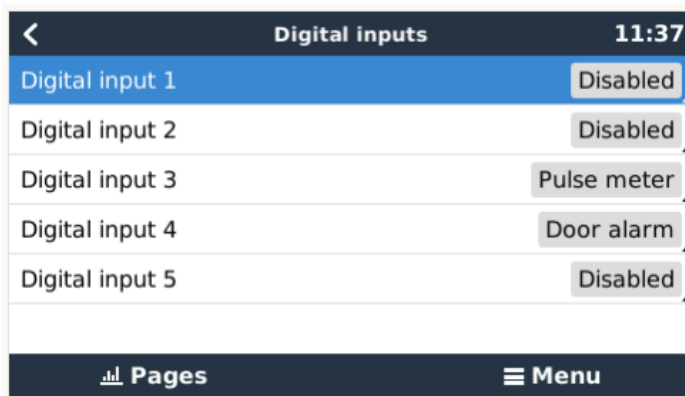 Digital inputs 11:37
Digital input 1 Disabled
Digital input 2 Disabled
Digital input 3 Pulse meter
Digital input 4 Door alarm
Digital input 5 Disabled
Pages Menu